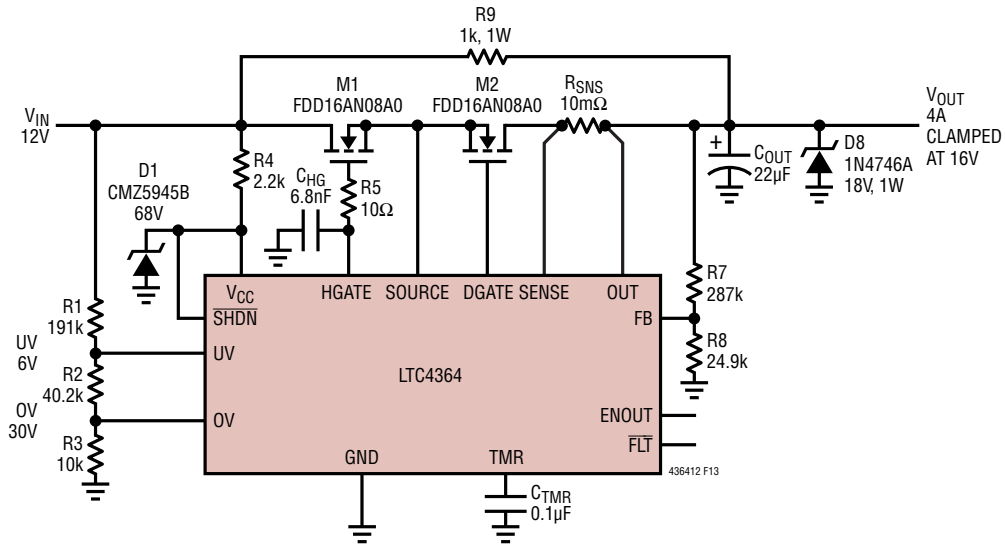 R9
1k, 1W
M1
FDD16AN08A0
M2
FDD16AN08A0
RSNS
10mΩ
VIN
12V
VOUT
4A
CLAMPED
AT 16V
D1
CMZ5945B
68V
R4
2.2k
CHG
6.8nF
R5
10Ω
+
COUT
22µF
D8
1N4746A
18V, 1W
VCC
HGATE
SOURCE
DGATE
SENSE
OUT
SHDN
FB
R7
287k
R1
191k
UV
6V
UV
R8
24.9k
R2
40.2k
LTC4364
OV
30V
OV
ENOUT
R3
10k
FLT
GND
TMR
436412 F13
CTMR
0.1µF